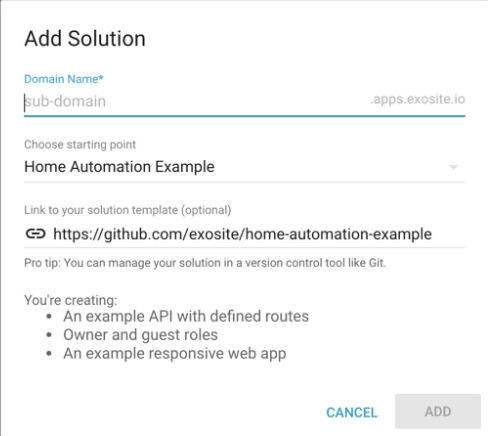 Add Solution
Domain Name*
sub-domain .apps.exosite.io
Choose starting point
Home Automation Example
Link to your solution template (optional)
https://github.com/exosite/home-automation-example
Pro tip: You can manage your solution in a version control tool like Git.
You're creating:
• An example API with defined routes
• Owner and guest roles
• An example responsive web app
CANCEL ADD